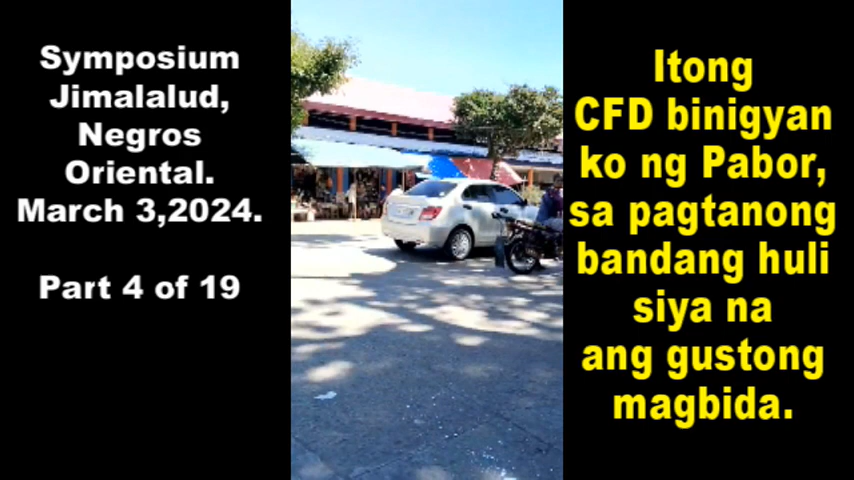 Symposium
Jimalalud,
Negros
Oriental.
March 3,2024.
Part 4 of 19
Itong
CFD binigyan
ko ng Pabor,
sa pagtanong
bandang huli
siya na
ang gustong
magbida.